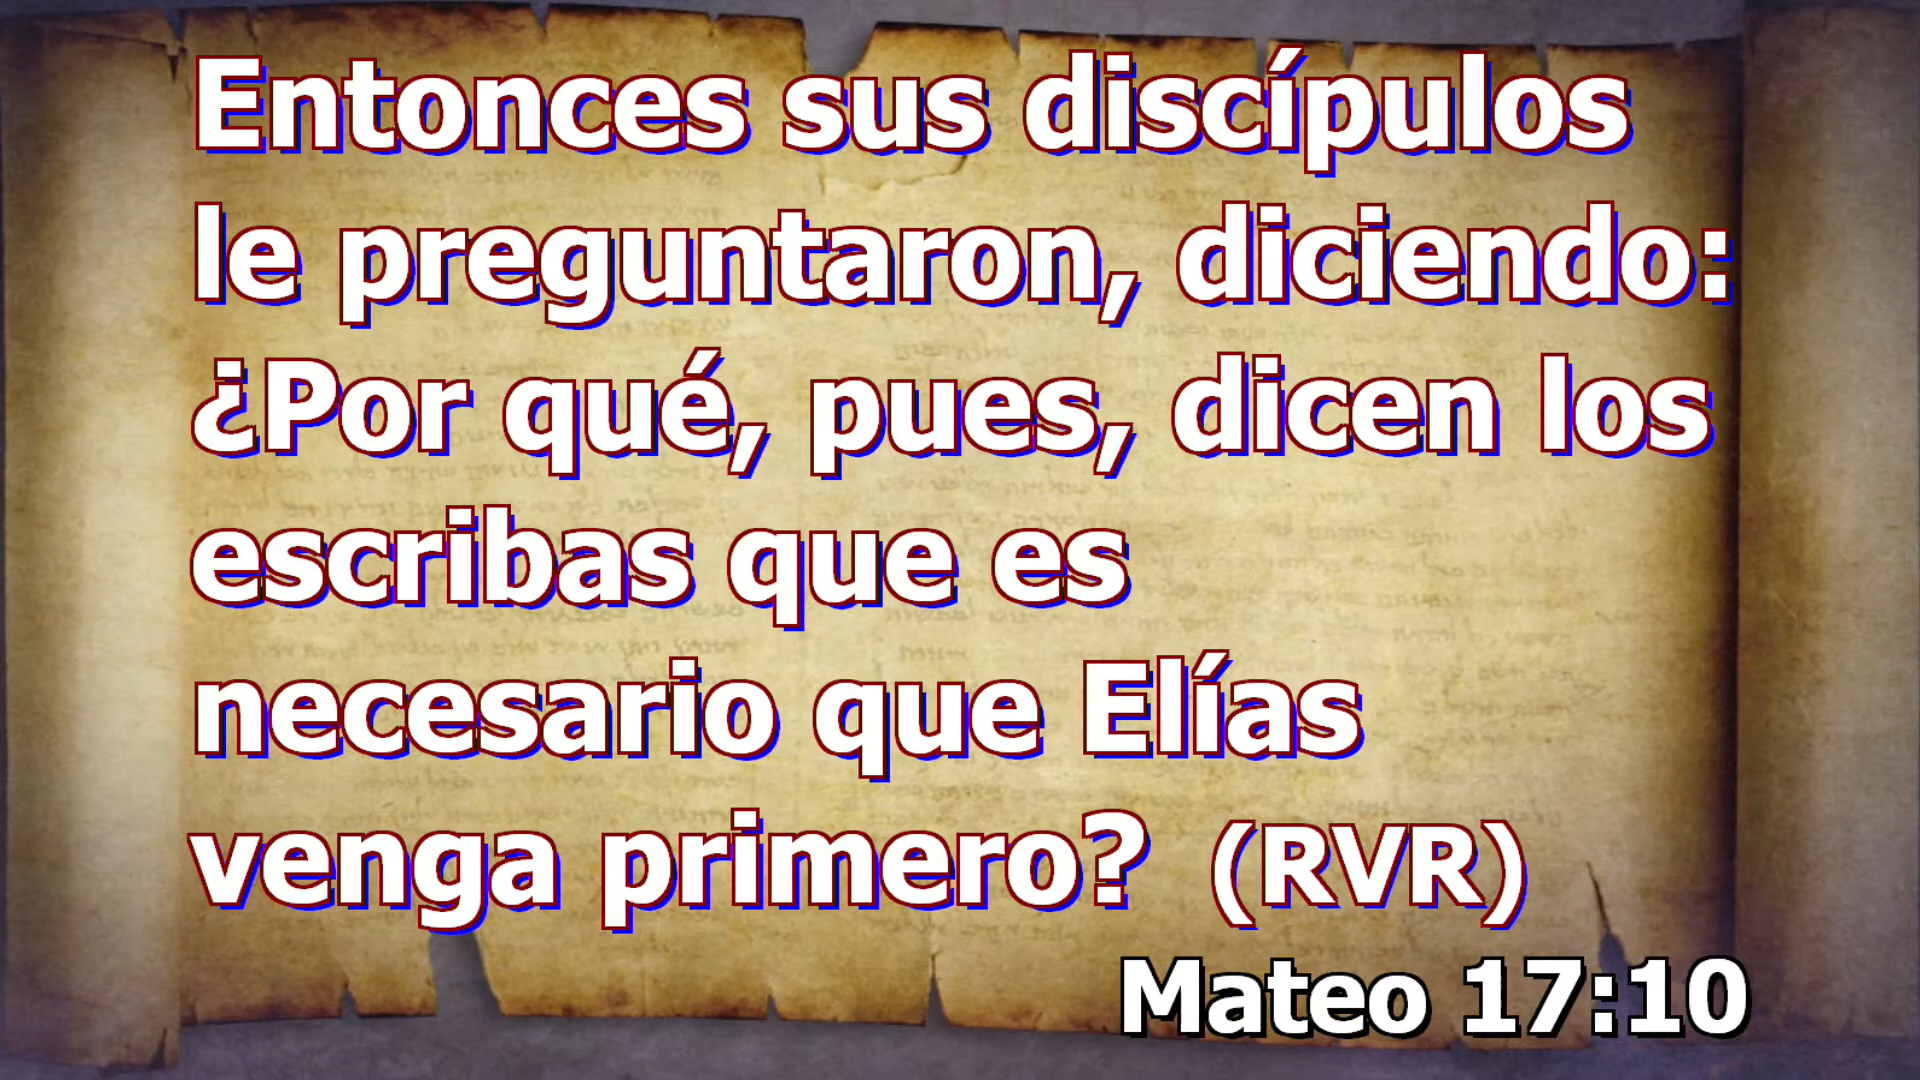 Entonces sus discípulos
le preguntaron, diciendo:
¿Por qué, pues, dicen los
escribas que es
necesario que Elías
venga primero? (RVR)
Mateo 17:10